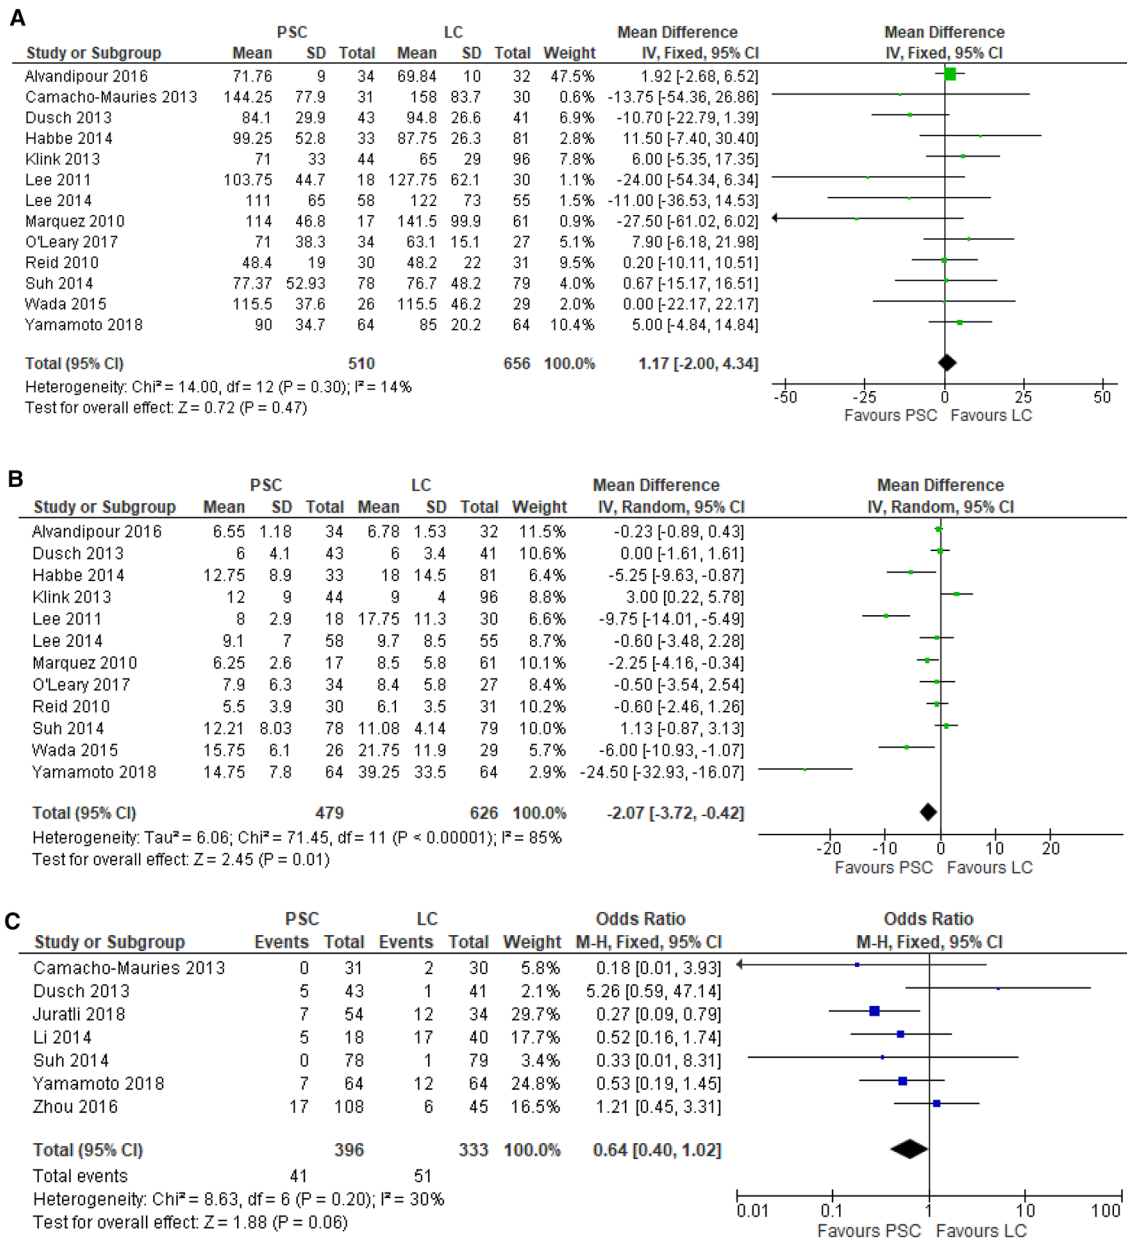 A
PSC LC Mean Difference Mean Difference
Study or Subgroup Mean SD Total Mean SD Total Weight IV, Fixed, 95% CI IV, Fixed, 95% CI
Alvandipour 2016 71.76 9 34 69.84 10 32 47.5% 1.92 [-2.68, 6.52]
Camacho-Mauries 2013 144.25 77.9 31 158 83.7 30 0.6% -13.75 [-54.36, 26.86]
Dusch 2013 84.1 29.9 43 94.8 26.6 41 6.9% -10.70 [-22.79, 1.39]
Habbe 2014 99.25 52.8 33 87.75 26.3 81 2.8% 11.50 [-7.40, 30.40]
Klink 2013 71 33 44 65 29 96 7.8% 6.00 [-5.35, 17.35]
Lee 2011 103.75 44.7 18 127.75 62.1 30 1.1% -24.00 [-54.34, 6.34]
Lee 2014 111 65 58 122 73 55 1.5% -11.00 [-36.53, 14.53]
Marquez 2010 114 46.8 17 141.5 99.9 61 0.9% -27.50 [-61.02, 6.02]
O'Leary 2017 71 38.3 34 63.1 15.1 27 5.1% 7.90 [-6.18, 21.98]
Reid 2010 48.4 19 30 48.2 22 31 9.5% 0.20 [-10.11, 10.51]
Suh 2014 77.37 52.93 78 76.7 48.2 79 4.0% 0.67 [-15.17, 16.51]
Wada 2015 115.5 37.6 26 115.5 46.2 29 2.0% 0.00 [-22.17, 22.17]
Yamamoto 2018 90 34.7 64 85 20.2 64 10.4% 5.00 [-4.84, 14.84]
Total (95% CI) 510 656 100.0% 1.17 [-2.00, 4.34]
Heterogeneity: Chi² = 14.00, df = 12 (P = 0.30); I² = 14%
Test for overall effect: Z = 0.72 (P = 0.47)
-50 -25 0 25 50
Favours PSC Favours LC
B
PSC LC Mean Difference Mean Difference
Study or Subgroup Mean SD Total Mean SD Total Weight IV, Random, 95% CI IV, Random, 95% CI
Alvandipour 2016 6.55 1.18 34 6.78 1.53 32 11.5% -0.23 [-0.89, 0.43]
Dusch 2013 6 4.1 43 6 3.4 41 10.6% 0.00 [-1.61, 1.61]
Habbe 2014 12.75 8.9 33 18 14.5 81 6.4% -5.25 [-9.63, -0.87]
Klink 2013 12 9 44 9 4 96 8.8% 3.00 [0.22, 5.78]
Lee 2011 8 2.9 18 17.75 11.3 30 6.6% -9.75 [-14.01, -5.49]
Lee 2014 9.1 7 58 9.7 8.5 55 8.7% -0.60 [-3.48, 2.28]
Marquez 2010 6.25 2.6 17 8.5 5.8 61 10.1% -2.25 [-4.16, -0.34]
O'Leary 2017 7.9 6.3 34 8.4 5.8 27 8.4% -0.50 [-3.54, 2.54]
Reid 2010 5.5 3.9 30 6.1 3.5 31 10.2% -0.60 [-2.46, 1.26]
Suh 2014 12.21 8.03 78 11.08 4.14 79 10.0% 1.13 [-0.87, 3.13]
Wada 2015 15.75 6.1 26 21.75 11.9 29 5.7% -6.00 [-10.93, -1.07]
Yamamoto 2018 14.75 7.8 64 39.25 33.5 64 2.9% -24.50 [-32.93, -16.07]
Total (95% CI) 479 626 100.0% -2.07 [-3.72, -0.42]
Heterogeneity: Tau² = 6.06; Chi² = 71.45, df = 11 (P < 0.00001); I² = 85%
Test for overall effect: Z = 2.45 (P = 0.01)
-20 -10 0 10 20
Favours PSC Favours LC
C
PSC LC Odds Ratio Odds Ratio
Study or Subgroup Events Total Events Total Weight M-H, Fixed, 95% CI M-H, Fixed, 95% CI
Camacho-Mauries 2013 0 31 2 30 5.8% 0.18 [0.01, 3.93]
Dusch 2013 5 43 1 41 2.1% 5.26 [0.59, 47.14]
Juratli 2018 7 54 12 34 29.7% 0.27 [0.09, 0.79]
Li 2014 5 18 17 40 17.7% 0.52 [0.16, 1.74]
Suh 2014 0 78 1 79 3.4% 0.33 [0.01, 8.31]
Yamamoto 2018 7 64 12 64 24.8% 0.53 [0.19, 1.45]
Zhou 2016 17 108 6 45 16.5% 1.21 [0.45, 3.31]
Total (95% CI) 396 333 100.0% 0.64 [0.40, 1.02]
Total events 41 51
Heterogeneity: Chi² = 8.63, df = 6 (P = 0.20); I² = 30%
Test for overall effect: Z = 1.88 (P = 0.06)
0.01 0.1 1 10 100
Favours PSC Favours LC